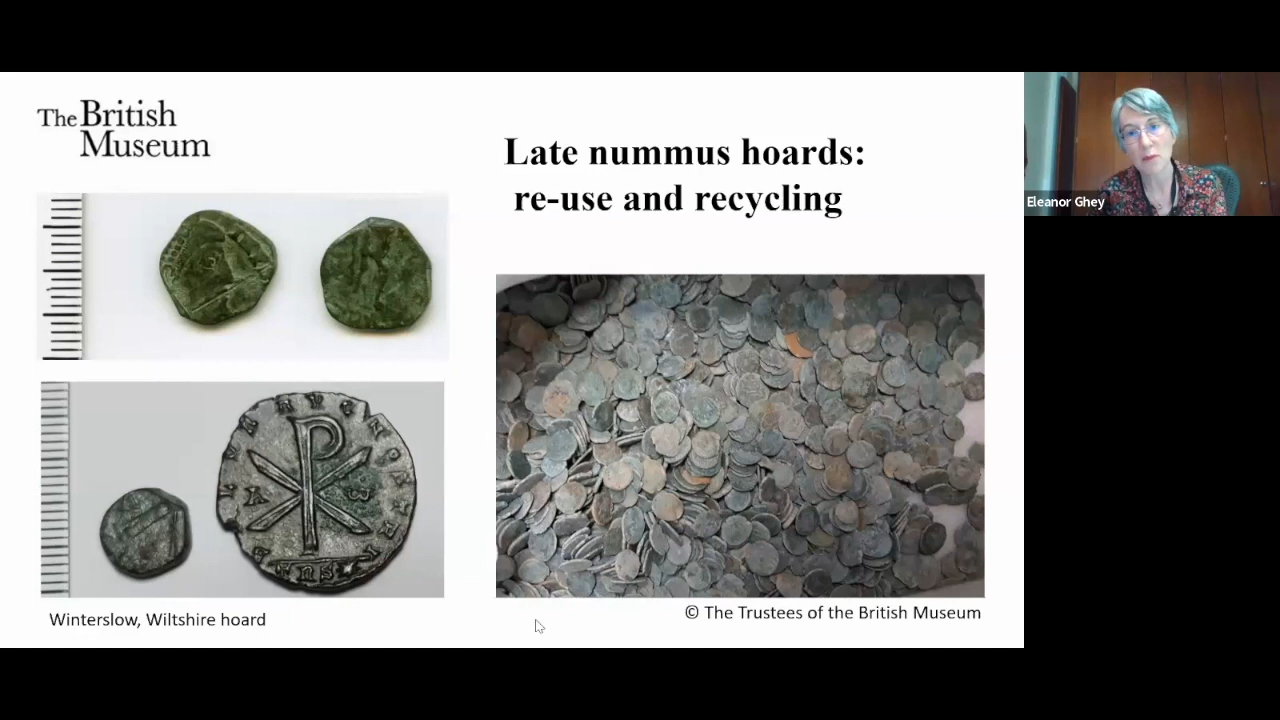 The British
Museum
Late nummus hoards:
re-use and recycling
Eleanor Ghey
Winterslow, Wiltshire hoard
© The Trustees of the British Museum